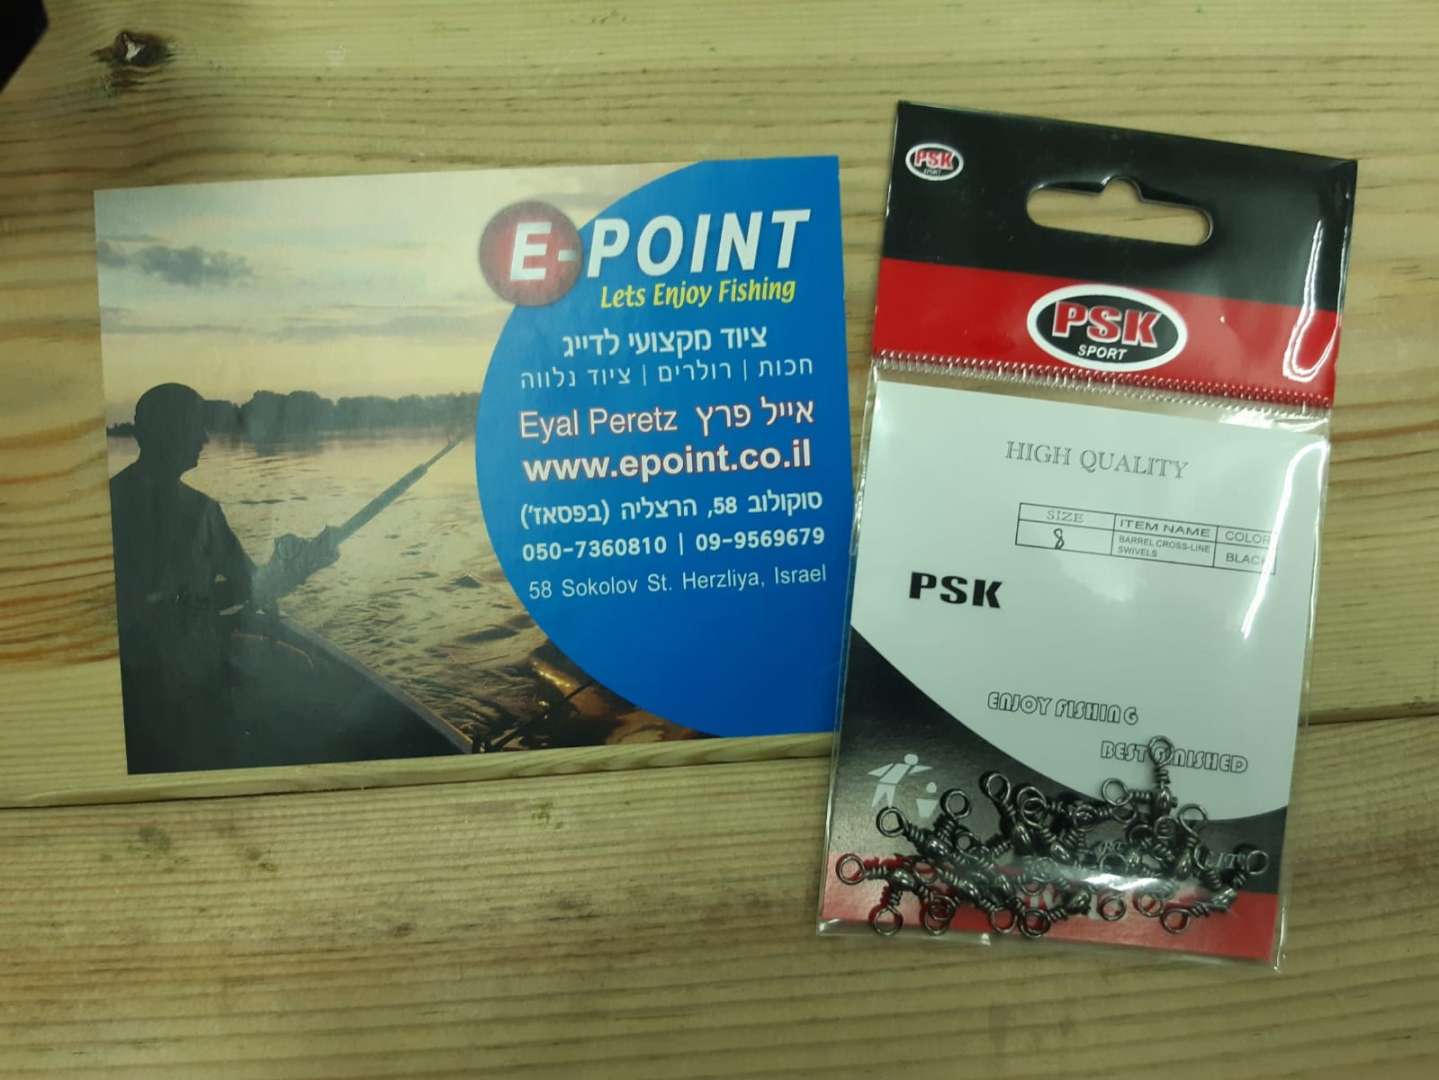 E-POINT
Lets Enjoy Fishing
ציוד מקצועי לדייג
חכות | רולרים | ציוד נלווה
Eyal Peretz אייל פרץ
www.epoint.co.il
סוקולוב 58, הרצליה (בפסאז')
050-7360810 | 09-9569679
58 Sokolov St. Herzliya, Israel
PSK
SPORT
PSK
SPORT
HIGH QUALITY
SIZE ITEM NAME COLOR
8 BARREL CROSS-LINE SWIVELS BLACK
PSK
ENJOY FISHING
BEST FINISHED